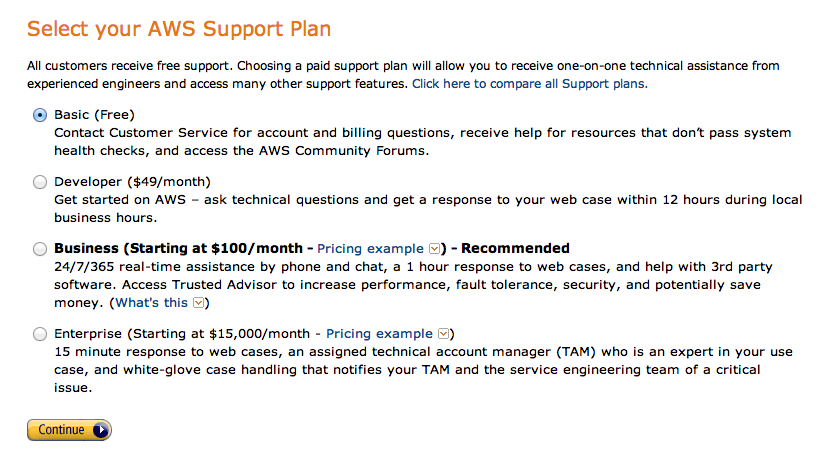 Select your AWS Support Plan
All customers receive free support. Choosing a paid support plan will allow you to receive one-on-one technical assistance from
experienced engineers and access many other support features. Click here to compare all Support plans.
Basic (Free)
Contact Customer Service for account and billing questions, receive help for resources that don't pass system
health checks, and access the AWS Community Forums.
Developer ($49/month)
Get started on AWS – ask technical questions and get a response to your web case within 12 hours during local
business hours.
Business (Starting at $100/month - Pricing example) - Recommended
24/7/365 real-time assistance by phone and chat, a 1 hour response to web cases, and help with 3rd party
software. Access Trusted Advisor to increase performance, fault tolerance, security, and potentially save
money. (What's this)
Enterprise (Starting at $15,000/month - Pricing example)
15 minute response to web cases, an assigned technical account manager (TAM) who is an expert in your use
case, and white-glove case handling that notifies your TAM and the service engineering team of a critical
issue.
Continue